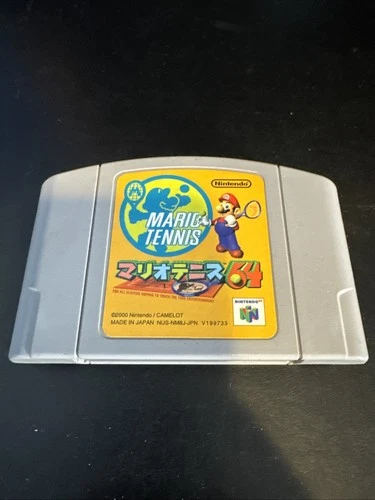 Nintendo
MARIO
TENNIS
マリオテニス64
NINTENDO 64
©2000 Nintendo / CAMELOT
MADE IN JAPAN NUS-NM8J-JPN V199733